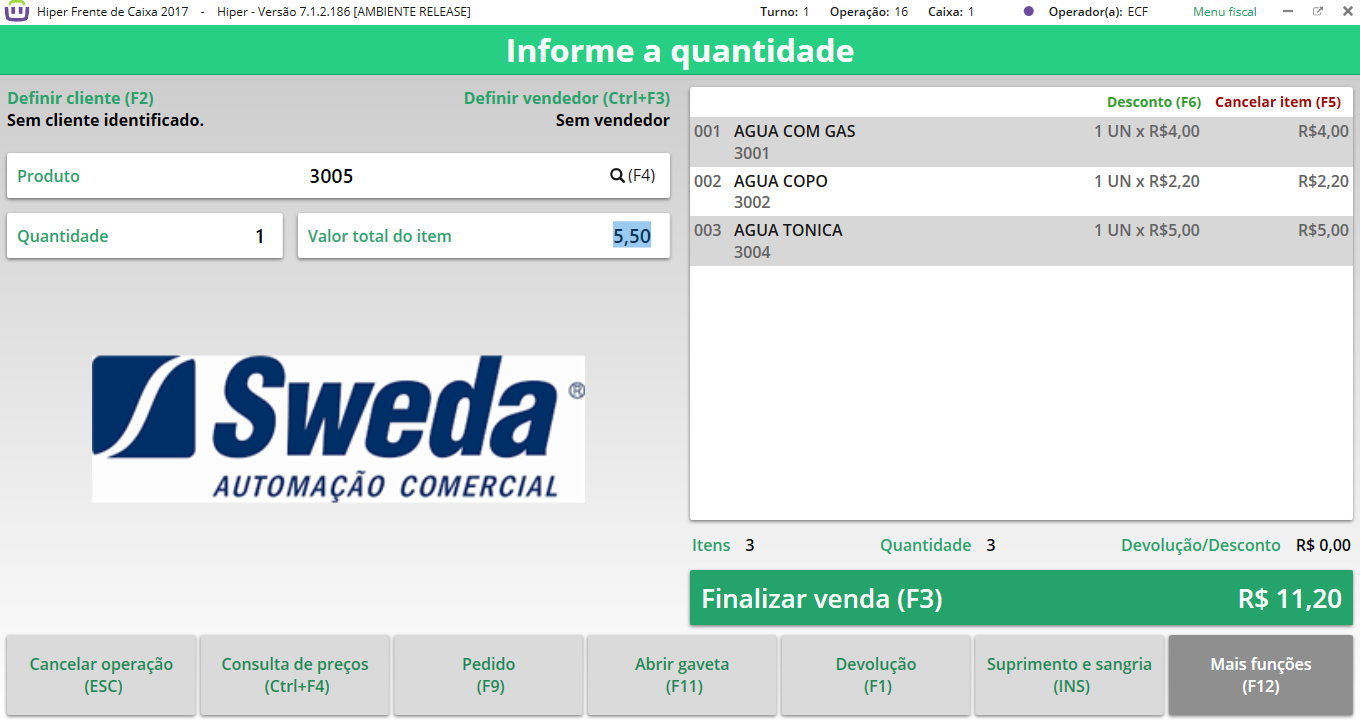 Hiper Frente de Caixa 2017 - Hiper - Versão 7.1.2.186 [AMBIENTE RELEASE] Turno: 1 Operação: 16 Caixa: 1 Operador(a): ECF Menu fiscal
Informe a quantidade
Definir cliente (F2) Definir vendedor (Ctrl+F3)
Sem cliente identificado. Sem vendedor
Produto 3005 (F4)
Quantidade 1 Valor total do item 5,50
Sweda®
AUTOMAÇÃO COMERCIAL
Desconto (F6) Cancelar item (F5)
001 AGUA COM GAS 1 UN x R$4,00 R$4,00
3001
002 AGUA COPO 1 UN x R$2,20 R$2,20
3002
003 AGUA TONICA 1 UN x R$5,00 R$5,00
3004
Itens 3 Quantidade 3 Devolução/Desconto R$ 0,00
Finalizar venda (F3) R$ 11,20
Cancelar operação
(ESC)
Consulta de preços
(Ctrl+F4)
Pedido
(F9)
Abrir gaveta
(F11)
Devolução
(F1)
Suprimento e sangria
(INS)
Mais funções
(F12)